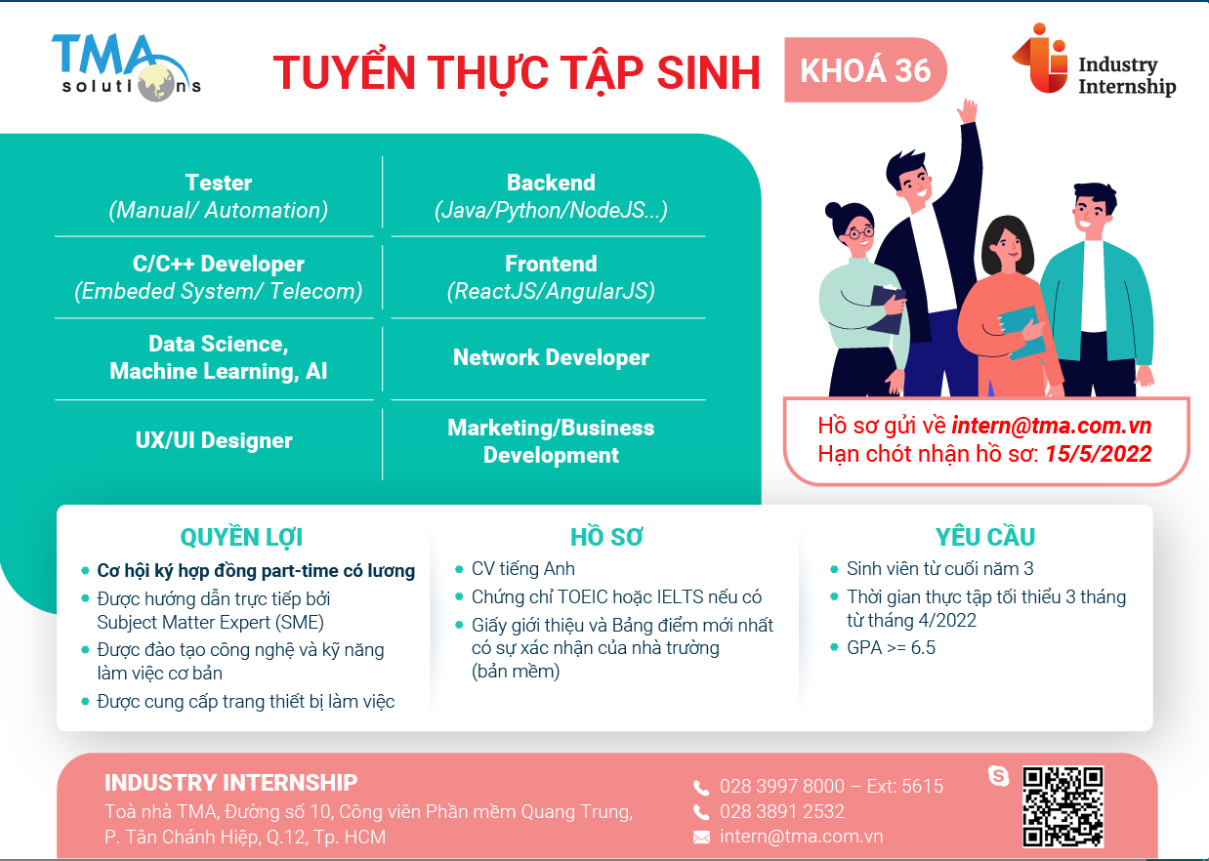 TMA
solutions
TUYỂN THỰC TẬP SINH
KHOÁ 36
Industry
Internship
Tester
(Manual/ Automation)
Backend
(Java/Python/NodeJS...)
C/C++ Developer
(Embeded System/ Telecom)
Frontend
(ReactJS/AngularJS)
Data Science,
Machine Learning, AI
Network Developer
UX/UI Designer
Marketing/Business
Development
Hồ sơ gửi về intern@tma.com.vn
Hạn chót nhận hồ sơ: 15/5/2022
QUYỀN LỢI
Cơ hội ký hợp đồng part-time có lương
Được hướng dẫn trực tiếp bởi
Subject Matter Expert (SME)
Được đào tạo công nghệ và kỹ năng
làm việc cơ bản
Được cung cấp trang thiết bị làm việc
HỒ SƠ
CV tiếng Anh
Chứng chỉ TOEIC hoặc IELTS nếu có
Giấy giới thiệu và Bảng điểm mới nhất
có sự xác nhận của nhà trường
(bản mềm)
YÊU CẦU
Sinh viên từ cuối năm 3
Thời gian thực tập tối thiểu 3 tháng
từ tháng 4/2022
GPA >= 6.5
INDUSTRY INTERNSHIP
Toà nhà TMA, Đường số 10, Công viên Phần mềm Quang Trung,
P. Tân Chánh Hiệp, Q.12, Tp. HCM
028 3997 8000 – Ext: 5615
028 3891 2532
intern@tma.com.vn